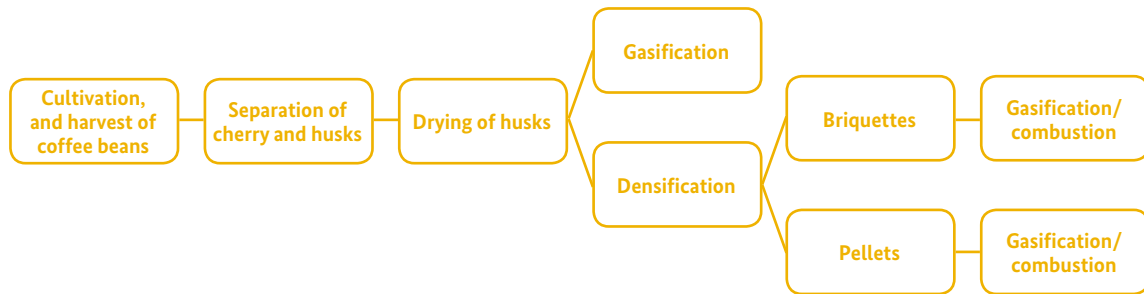 Cultivation,
and harvest of
coffee beans
Separation of
cherry and husks
Drying of husks
Gasification
Densification
Briquettes
Gasification/
combustion
Pellets
Gasification/
combustion